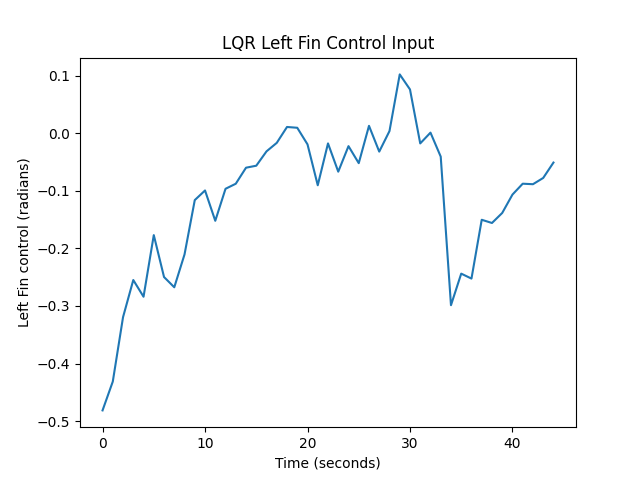 LQR Left Fin Control Input
0.1
0.0
−0.1
−0.2
−0.3
−0.4
−0.5
Left Fin control (radians)
0 10 20 30 40
Time (seconds)